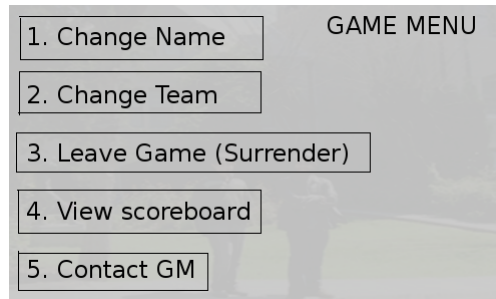 GAME MENU
1. Change Name
2. Change Team
3. Leave Game (Surrender)
4. View scoreboard
5. Contact GM